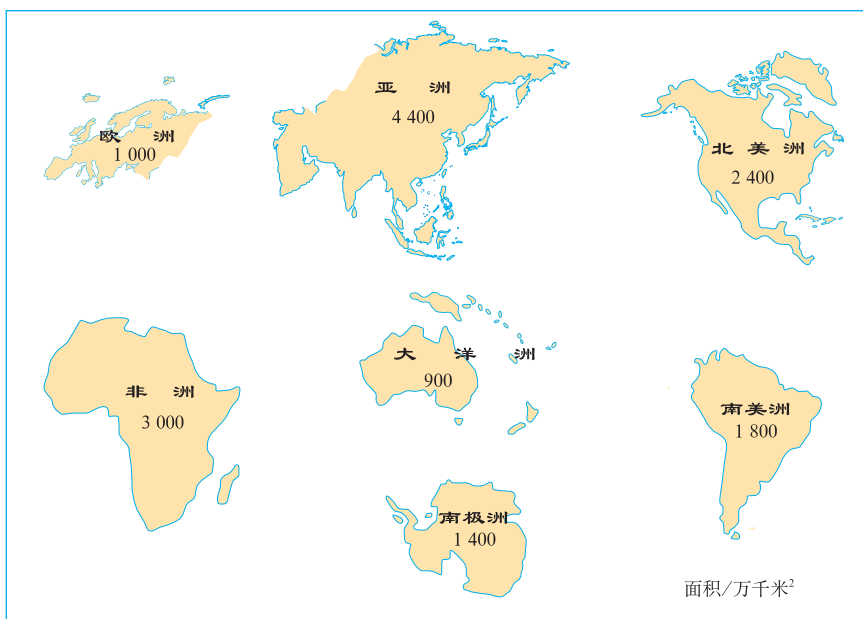 欧 洲
1 000
亚 洲
4 400
北 美 洲
2 400
非 洲
3 000
大 洋 洲
900
南美洲
1 800
南极洲
1 400
面积/万千米²